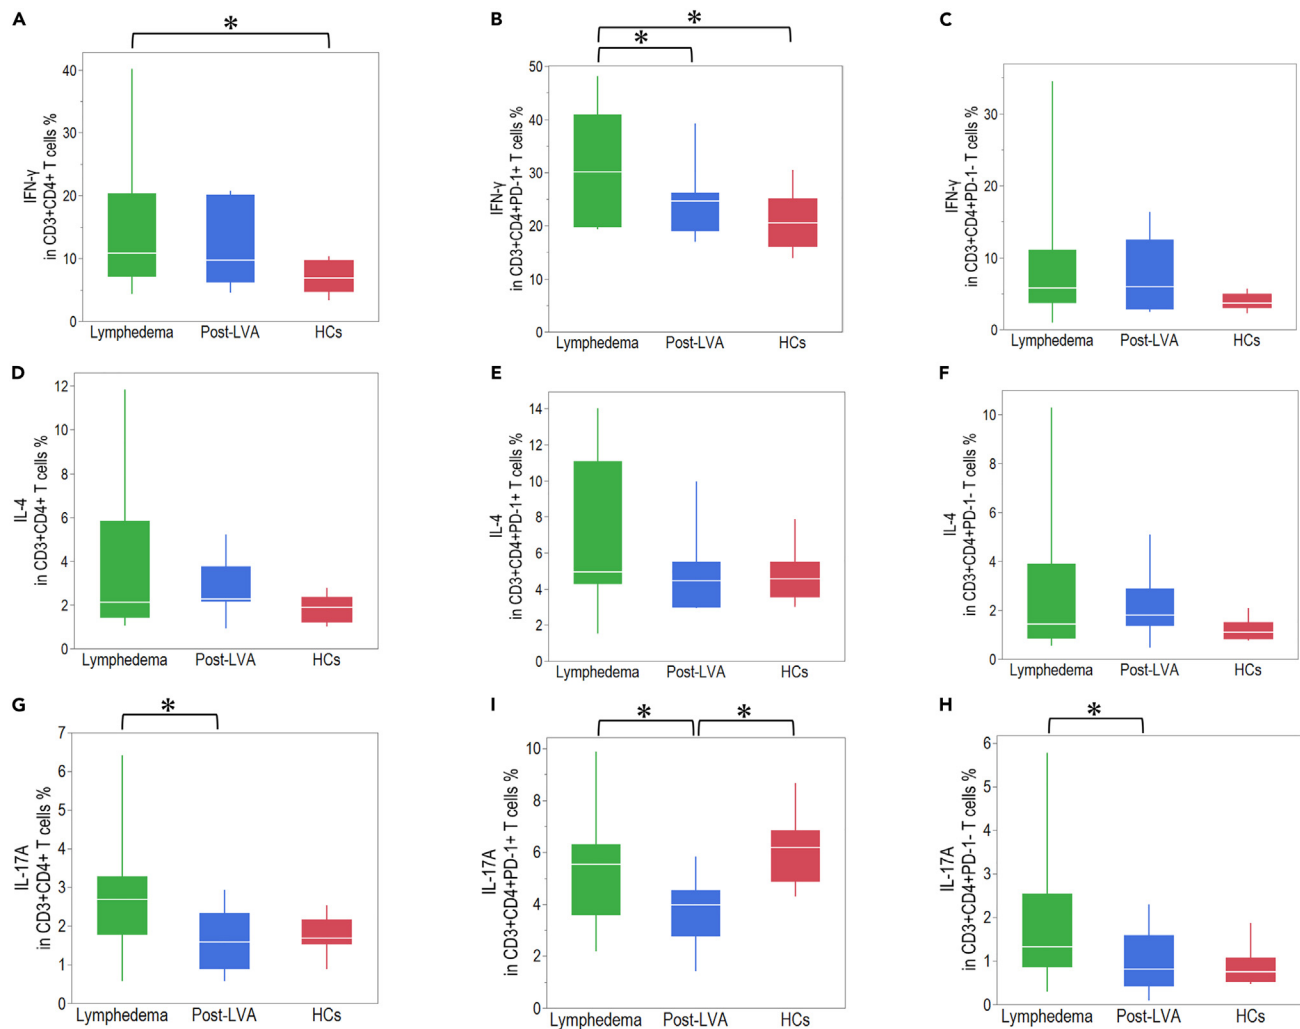 A
*
IFN-γ
in CD3+CD4+ T cells %
40
30
20
10
0
Lymphedema Post-LVA HCs
B
*
*
IFN-γ
in CD3+CD4+PD-1+ T cells %
50
40
30
20
10
0
Lymphedema Post-LVA HCs
C
IFN-γ
in CD3+CD4+PD-1- T cells %
30
20
10
0
Lymphedema Post-LVA HCs
D
IL-4
in CD3+CD4+ T cells %
12
10
8
6
4
2
0
Lymphedema Post-LVA HCs
E
IL-4
in CD3+CD4+PD-1+ T cells %
14
12
10
8
6
4
2
0
Lymphedema Post-LVA HCs
F
IL-4
in CD3+CD4+PD-1- T cells %
10
8
6
4
2
0
Lymphedema Post-LVA HCs
G
*
IL-17A
in CD3+CD4+ T cells %
7
6
5
4
3
2
1
0
Lymphedema Post-LVA HCs
I
* *
IL-17A
in CD3+CD4+PD-1+ T cells %
10
8
6
4
2
0
Lymphedema Post-LVA HCs
H
*
IL-17A
in CD3+CD4+PD-1- T cells %
6
5
4
3
2
1
0
Lymphedema Post-LVA HCs